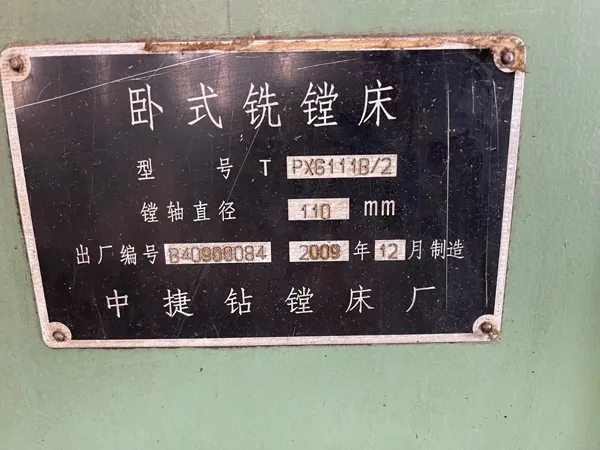 卧式铣镗床
型 号 T PX6111B/2
镗轴直径 110 mm
出厂编号 B40900084 2009 年 12 月制造
中捷钻镗床厂